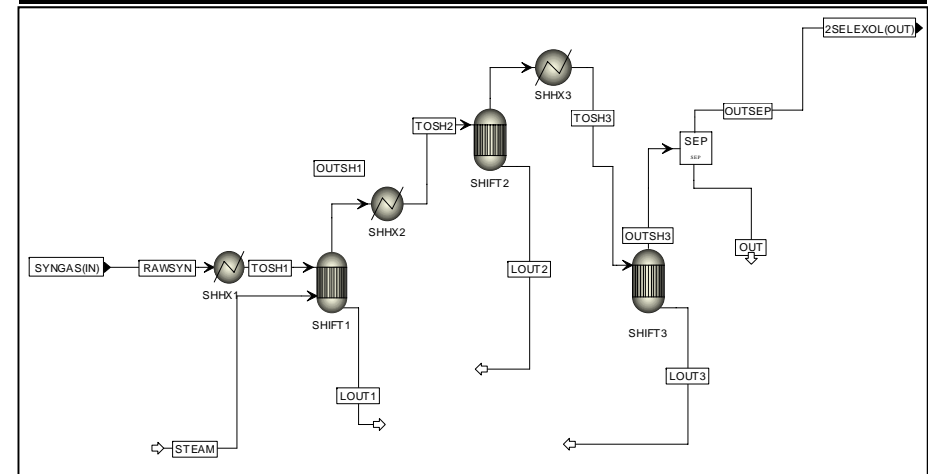 2SELEXOL(OUT)
SHHX3
OUTSEP
TOSH2
TOSH3
SEP
SEP
OUTSH1
SHIFT2
SHHX2
OUTSH3
OUT
SYNGAS(IN)
RAWSYN
TOSH1
LOUT2
SHHX1
SHIFT1
SHIFT3
LOUT3
LOUT1
STEAM